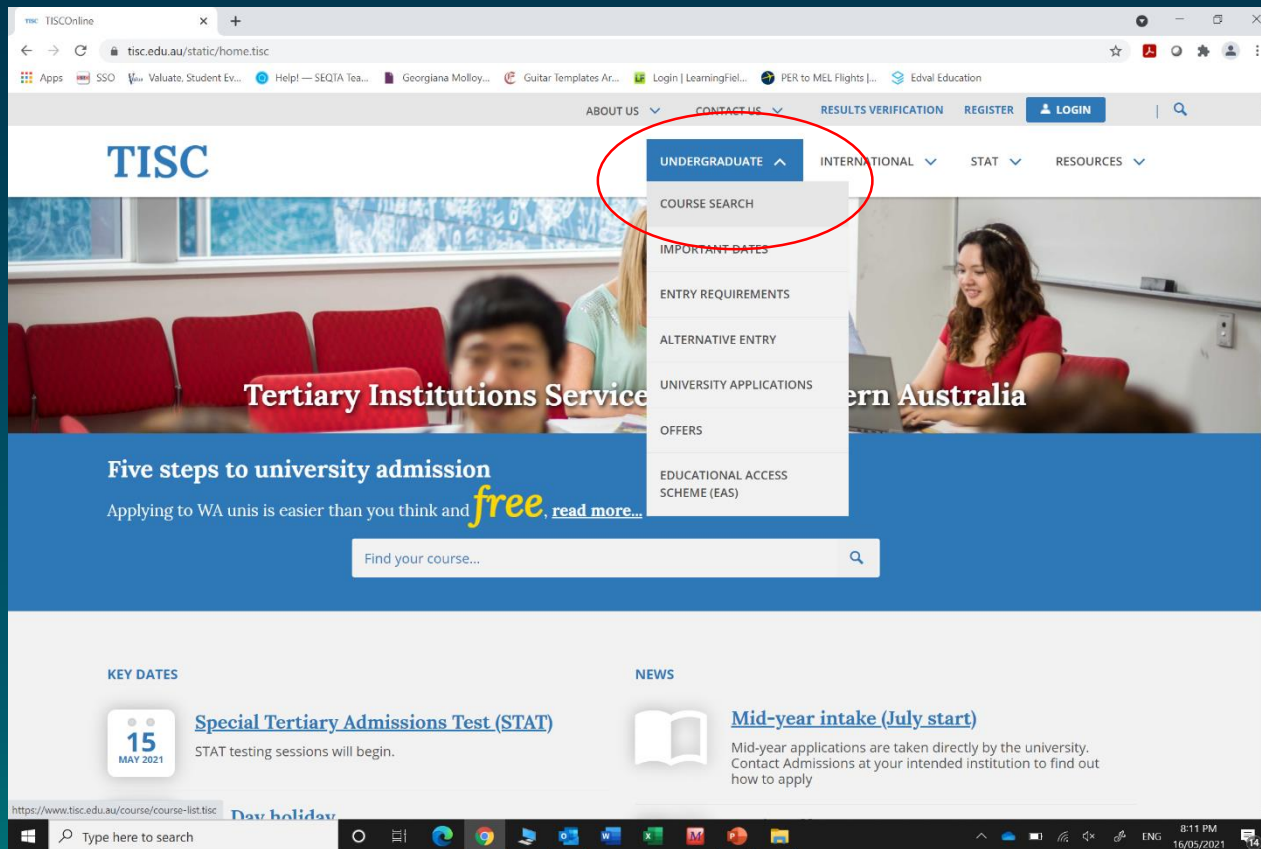 TISC TISCOnline
tisc.edu.au/static/home.tisc
Apps SSO Valuate. Student Ev... Help! — SEQTA Tea... Georgiana Molloy... Guitar Templates Ar... LF Login | LearningFiel... PER to MEL Flights |... Edval Education
ABOUT US CONTACT US RESULTS VERIFICATION REGISTER LOGIN
TISC
UNDERGRADUATE INTERNATIONAL STAT RESOURCES
COURSE SEARCH
IMPORTANT DATES
ENTRY REQUIREMENTS
ALTERNATIVE ENTRY
UNIVERSITY APPLICATIONS
Tertiary Institutions Service ern Australia
OFFERS
EDUCATIONAL ACCESS
SCHEME (EAS)
Five steps to university admission
Applying to WA unis is easier than you think and free, read more...
Find your course...
KEY DATES
15
MAY 2021
Special Tertiary Admissions Test (STAT)
STAT testing sessions will begin.
Day holiday
NEWS
Mid-year intake (July start)
Mid-year applications are taken directly by the university.
Contact Admissions at your intended institution to find out
how to apply
https://www.tisc.edu.au/course/course-list.tisc
Type here to search
ENG
8:11 PM
16/05/2021
14